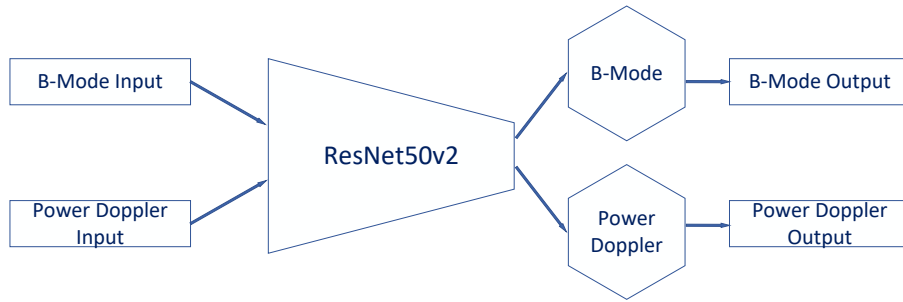 B-Mode Input
Power Doppler
Input
ResNet50v2
B-Mode
Power
Doppler
B-Mode Output
Power Doppler
Output